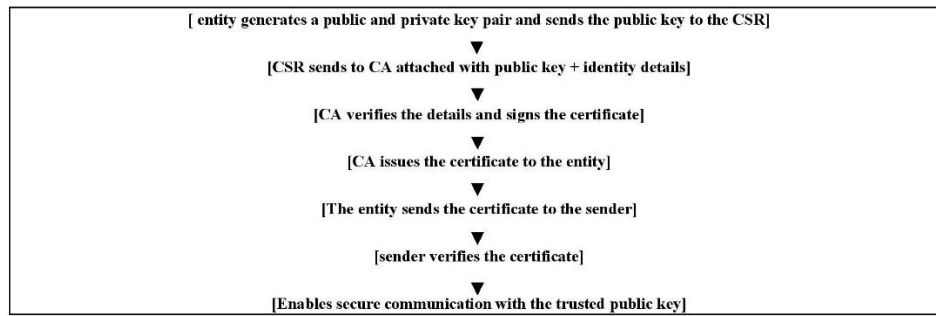 [ entity generates a public and private key pair and sends the public key to the CSR]
[CSR sends to CA attached with public key + identity details]
[CA verifies the details and signs the certificate]
[CA issues the certificate to the entity]
[The entity sends the certificate to the sender]
[sender verifies the certificate]
[Enables secure communication with the trusted public key]